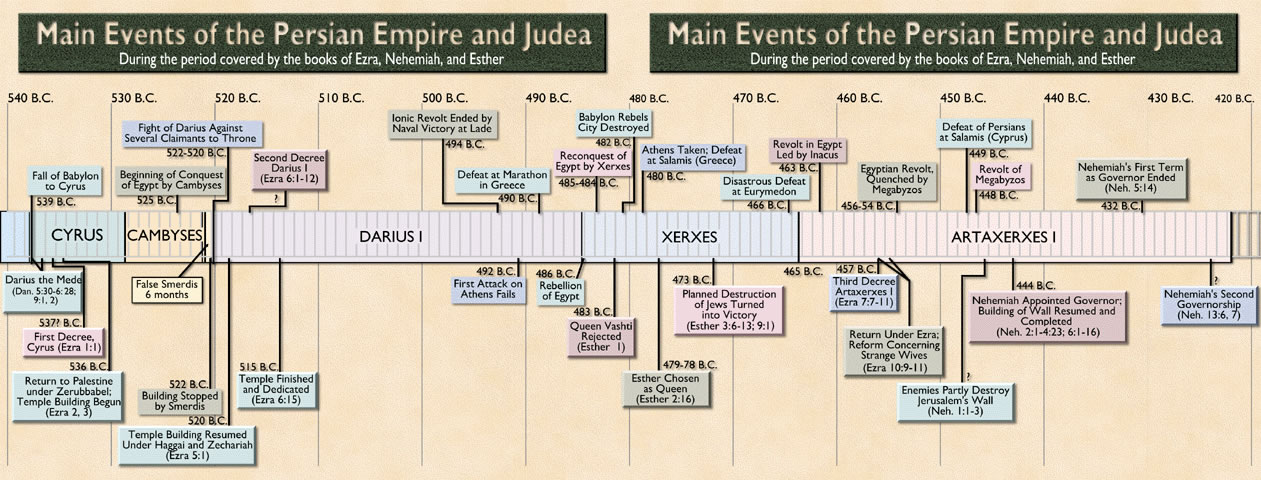 Main Events of the Persian Empire and Judea
During the period covered by the books of Ezra, Nehemiah, and Esther
Main Events of the Persian Empire and Judea
During the period covered by the books of Ezra, Nehemiah, and Esther
540 B.C.
530 B.C.
520 B.C.
510 B.C.
500 B.C.
490 B.C.
480 B.C.
470 B.C.
460 B.C.
450 B.C.
440 B.C.
430 B.C.
420 B.C.
Fall of Babylon
to Cyrus
539 B.C.
Fight of Darius Against
Several Claimants to Throne
522-520 B.C.
Beginning of Conquest
of Egypt by Cambyses
525 B.C.
Second Decree
Darius I
(Ezra 6:1-12)
?
Ionic Revolt Ended by
Naval Victory at Lade
494 B.C.
Defeat at Marathon
in Greece
490 B.C.
Babylon Rebels
City Destroyed
482 B.C.
Reconquest of
Egypt by Xerxes
485-484 B.C.
Athens Taken; Defeat
at Salamis (Greece)
480 B.C.
Disastrous Defeat
at Eurymedon
466 B.C.
Revolt in Egypt
Led by Inacus
463 B.C.
Egyptian Revolt,
Quenched by
Megabyzos
456-54 B.C.
Defeat of Persians
at Salamis (Cyprus)
449 B.C.
Revolt of
Megabyzos
448 B.C.
Nehemiah's First Term
as Governor Ended
(Neh. 5:14)
432 B.C.
CYRUS
CAMBYSES
DARIUS I
XERXES
ARTAXERXES I
Darius the Mede
(Dan. 5:30-6:28;
9:1, 2)
537? B.C.
First Decree,
Cyrus (Ezra 1:1)
536 B.C.
Return to Palestine
under Zerubbabel;
Temple Building Begun
(Ezra 2, 3)
False Smerdis
6 months
522 B.C.
Building Stopped
by Smerdis
520 B.C.
Temple Building Resumed
Under Haggai and Zechariah
(Ezra 5:1)
515 B.C.
Temple Finished
and Dedicated
(Ezra 6:15)
492 B.C.
First Attack on
Athens Fails
486 B.C.
Rebellion
of Egypt
483 B.C.
Queen Vashti
Rejected
(Esther 1)
479-78 B.C.
Esther Chosen
as Queen
(Esther 2:16)
473 B.C.
Planned Destruction
of Jews Turned
into Victory
(Esther 3:6-13; 9:1)
465 B.C.
457 B.C.
Third Decree
Artaxerxes I
(Ezra 7:7-11)
Return Under Ezra;
Reform Concerning
Strange Wives
(Ezra 10:9-11)
?
Enemies Partly Destroy
Jerusalem's Wall
(Neh. 1:1-3)
444 B.C.
Nehemiah Appointed Governor;
Building of Wall Resumed and
Completed
(Neh. 2:1-4:23; 6:1-16)
?
Nehemiah's Second
Governorship
(Neh. 13:6, 7)